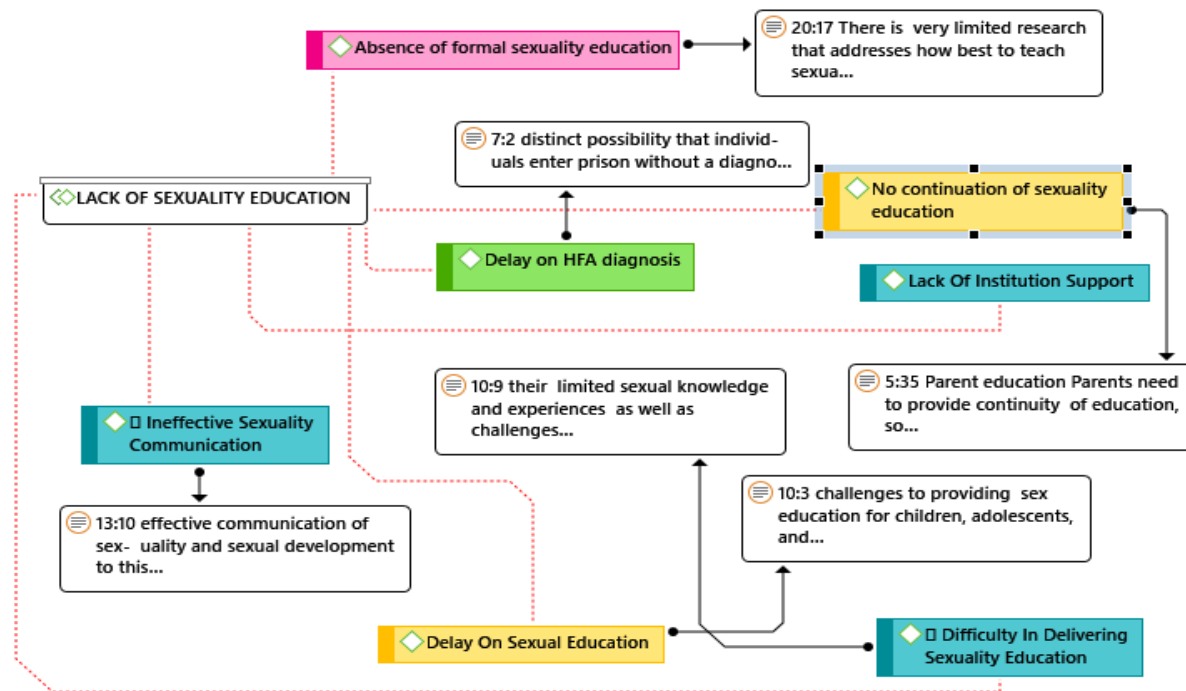 Absence of formal sexuality education
20:17 There is very limited research
that addresses how best to teach
sexua...
7:2 distinct possibility that individ-
uals enter prison without a diagno...
No continuation of sexuality
education
LACK OF SEXUALITY EDUCATION
Delay on HFA diagnosis
Lack Of Institution Support
10:9 their limited sexual knowledge
and experiences as well as
challenges...
5:35 Parent education Parents need
to provide continuity of education,
so...
Ineffective Sexuality
Communication
10:3 challenges to providing sex
education for children, adolescents,
and...
13:10 effective communication of
sex- uality and sexual development
to this...
Delay On Sexual Education
Difficulty In Delivering
Sexuality Education